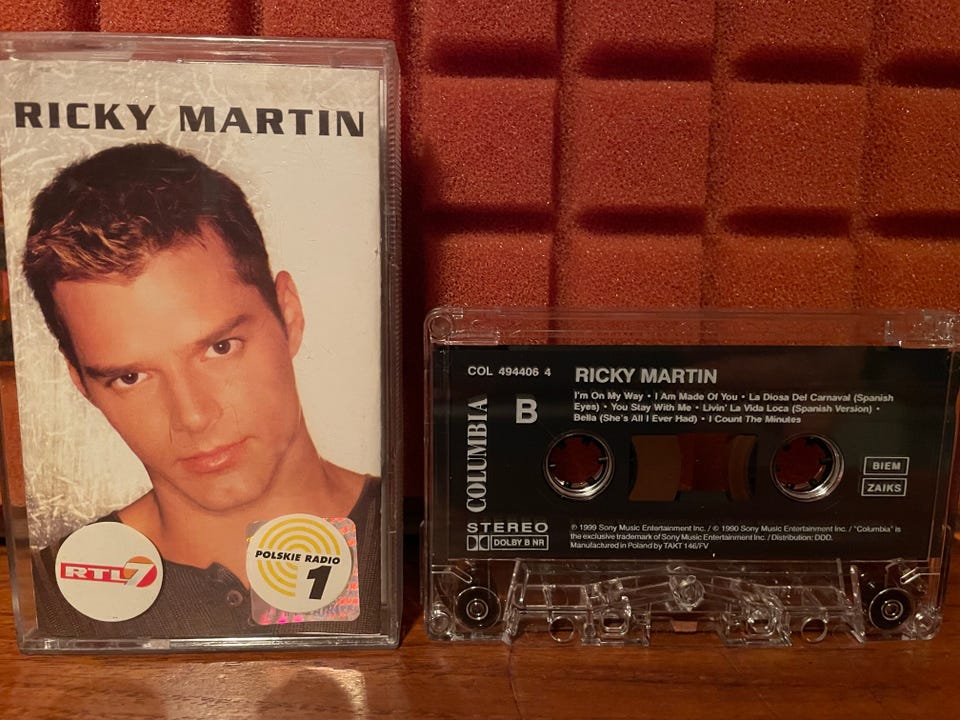 RICKY MARTIN
RTL7
POLSKIE RADIO
1
COL 494406 4
RICKY MARTIN
B
I'm On My Way • I Am Made Of You • La Diosa Del Carnaval (Spanish
Eyes) • You Stay With Me • Livin' La Vida Loca (Spanish Version) •
Bella (She's All I Ever Had) • I Count The Minutes
COLUMBIA
BIEM
ZAIKS
STEREO
DOLBY B NR
℗ 1999 Sony Music Entertainment Inc. / © 1990 Sony Music Entertainment Inc. / "Columbia" is
the exclusive trademark of Sony Music Entertainment Inc. / Distribution: DDD.
Manufactured in Poland by TAKT 146/FV